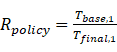 R_policy = T_base,1 / T_final,1